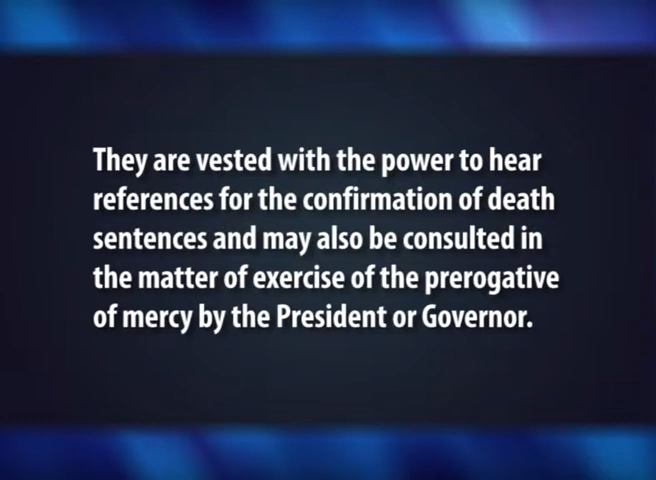 They are vested with the power to hear
references for the confirmation of death
sentences and may also be consulted in
the matter of exercise of the prerogative
of mercy by the President or Governor.